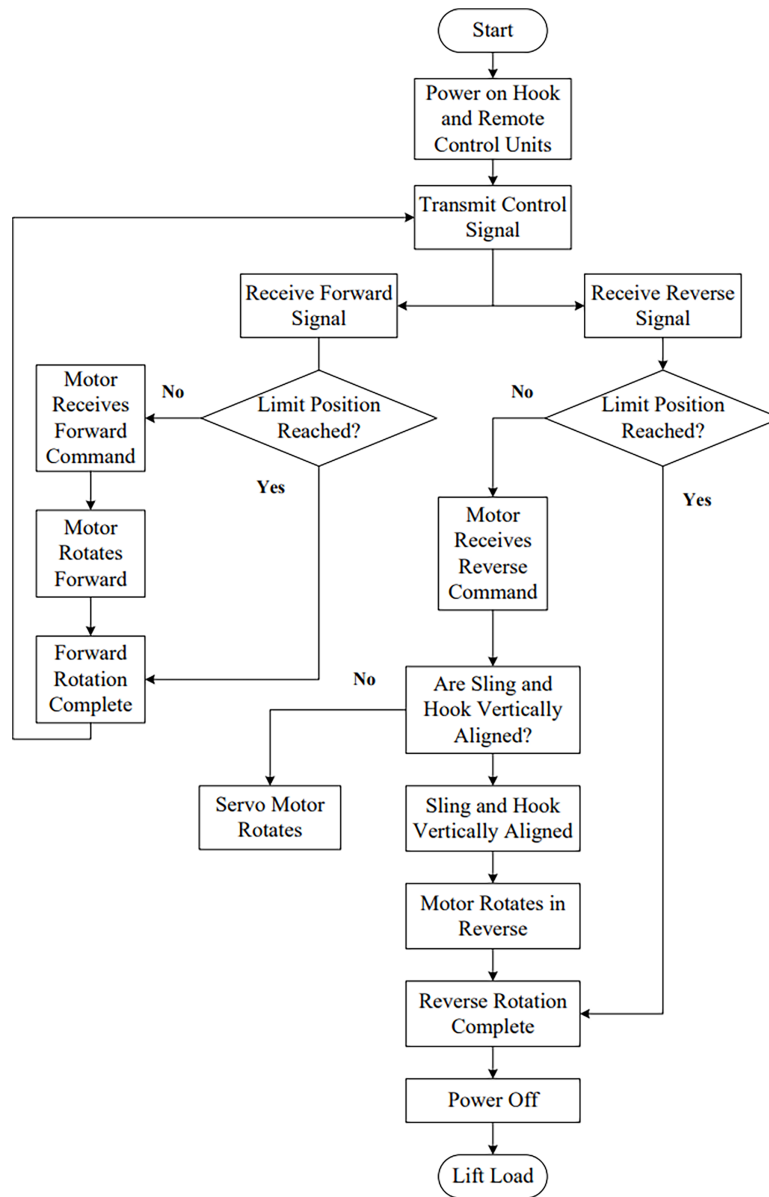 Start
Power on Hook
and Remote
Control Units
Transmit Control
Signal
Receive Forward
Signal
Receive Reverse
Signal
Motor
Receives
Forward
Command
No
Limit Position
Reached?
No
Limit Position
Reached?
Yes
Yes
Motor
Rotates
Forward
Motor
Receives
Reverse
Command
Forward
Rotation
Complete
No
Are Sling and
Hook Vertically
Aligned?
Servo Motor
Rotates
Sling and Hook
Vertically Aligned
Motor Rotates in
Reverse
Reverse Rotation
Complete
Power Off
Lift Load